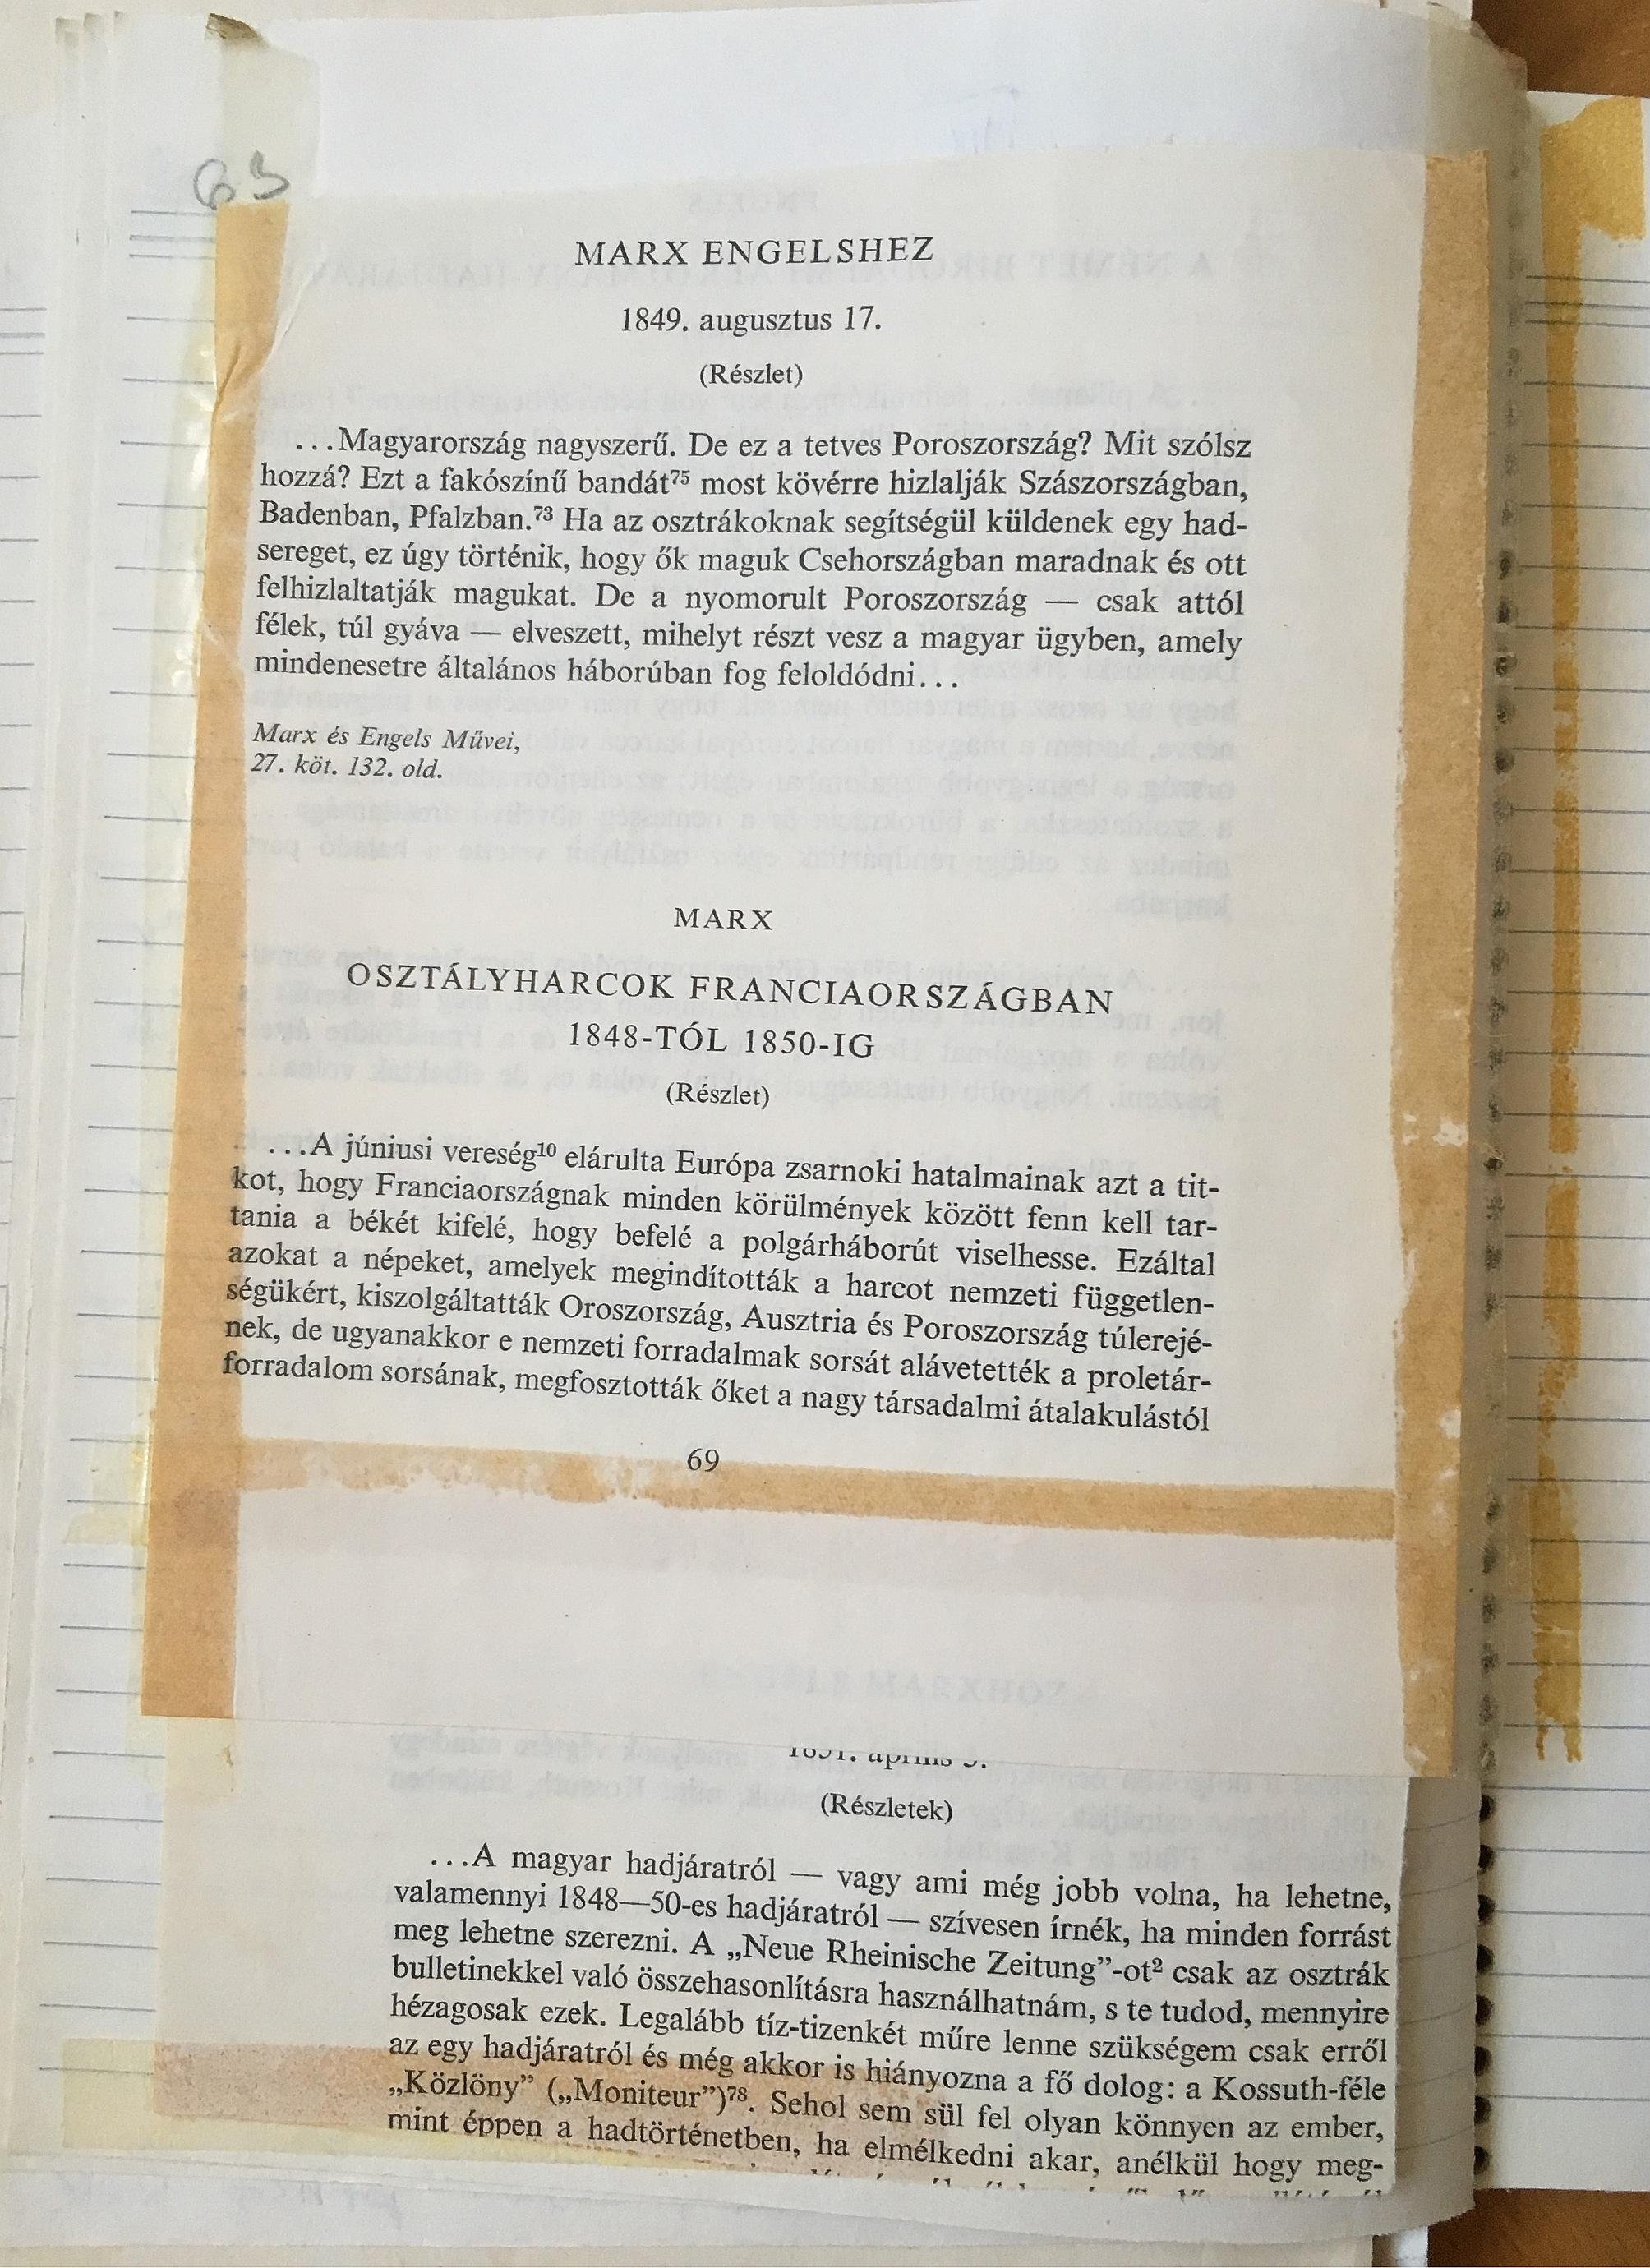 63
MARX ENGELSHEZ
1849. augusztus 17.
(Részlet)
...Magyarország nagyszerű. De ez a tetves Poroszország? Mit szólsz
hozzá? Ezt a fakószínű bandát⁷⁵ most kövérre hizlalják Szászországban,
Badenban, Pfalzban.⁷³ Ha az osztrákoknak segítségül küldenek egy had-
sereget, ez úgy történik, hogy ők maguk Csehországban maradnak és ott
felhizlaltatják magukat. De a nyomorult Poroszország — csak attól
félek, túl gyáva — elveszett, mihelyt részt vesz a magyar ügyben, amely
mindenesetre általános háborúban fog feloldódni...
Marx és Engels Művei,
27. köt. 132. old.
MARX
OSZTÁLYHARCOK FRANCIAORSZÁGBAN
1848-TÓL 1850-IG
(Részlet)
...A júniusi vereség¹⁰ elárulta Európa zsarnoki hatalmainak azt a tit-
kot, hogy Franciaországnak minden körülmények között fenn kell tar-
tania a békét kifelé, hogy befelé a polgárháborút viselhesse. Ezáltal
azokat a népeket, amelyek megindították a harcot nemzeti független-
ségükért, kiszolgáltatták Oroszország, Ausztria és Poroszország túlerejé-
nek, de ugyanakkor e nemzeti forradalmak sorsát alávetették a proletár-
forradalom sorsának, megfosztották őket a nagy társadalmi átalakulástól
69
1851. április 3.
(Részletek)
...A magyar hadjáratról — vagy ami még jobb volna, ha lehetne,
valamennyi 1848—50-es hadjáratról — szívesen írnék, ha minden forrást
meg lehetne szerezni. A „Neue Rheinische Zeitung”-ot² csak az osztrák
bulletinekkel való összehasonlításra használhatnám, s te tudod, mennyire
hézagosak ezek. Legalább tíz-tizenkét műre lenne szükségem csak erről
az egy hadjáratról és még akkor is hiányozna a fő dolog: a Kossuth-féle
„Közlöny” („Moniteur”)⁷⁸. Sehol sem sül fel olyan könnyen az ember,
mint éppen a hadtörténetben, ha elmélkedni akar, anélkül hogy meg-